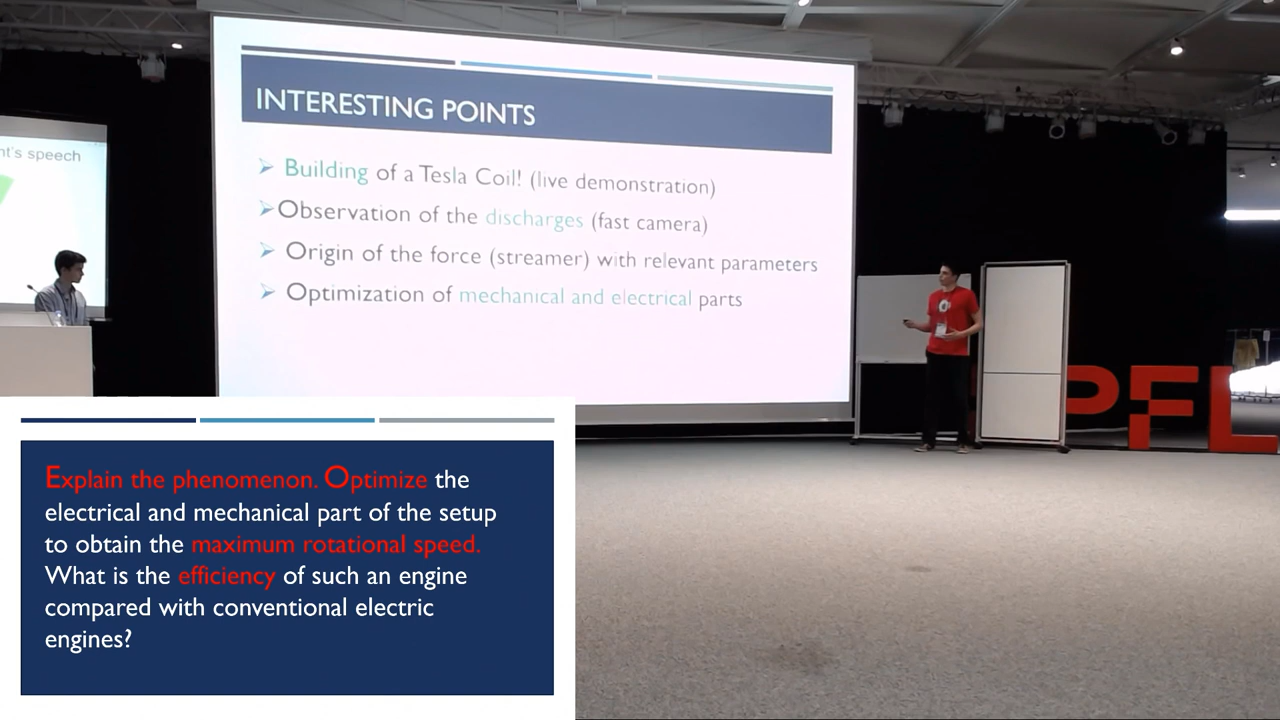 nt's speech
INTERESTING POINTS
Building of a Tesla Coil! (live demonstration)
Observation of the discharges (fast camera)
Origin of the force (streamer) with relevant parameters
Optimization of mechanical and electrical parts
PFL
Explain the phenomenon. Optimize the
electrical and mechanical part of the setup
to obtain the maximum rotational speed.
What is the efficiency of such an engine
compared with conventional electric
engines?